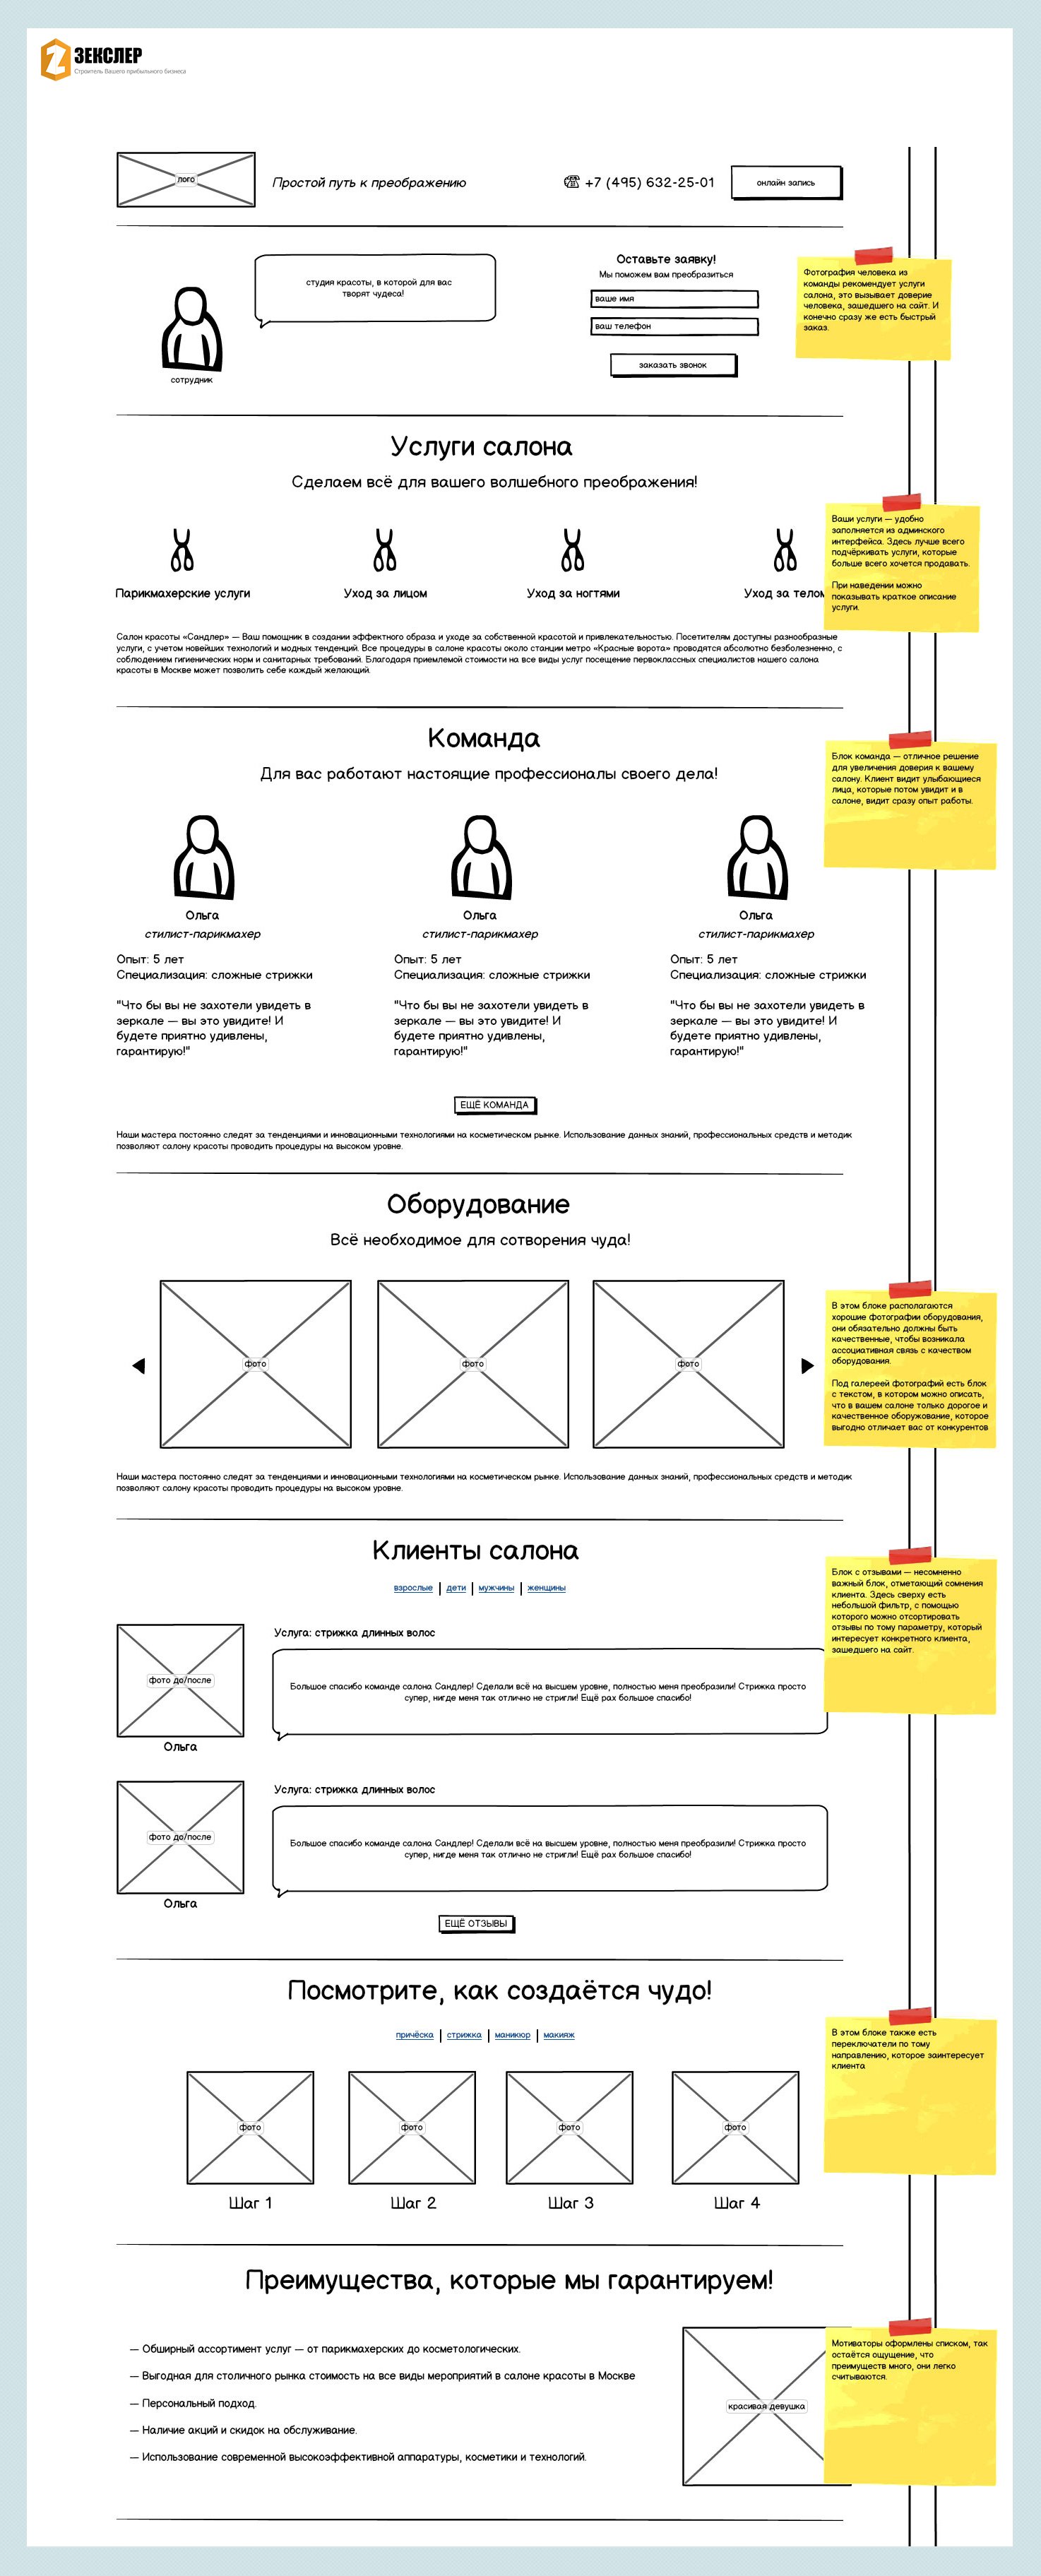 ЗЕКСЛЕР
Строитель Вашего прибыльного бизнеса
лого
Простой путь к преображению
+7 (495) 632-25-01
онлайн запись
студия красоты, в которой для вас
творят чудеса!
сотрудник
Оставьте заявку!
Мы поможем вам преобразиться
ваше имя
ваш телефон
заказать звонок
Фотография человека из
команды рекомендует услуги
салона, это вызывает доверие
человека, зашедшего на сайт. И
конечно сразу же есть быстрый
заказ.
Услуги салона
Сделаем всё для вашего волшебного преображения!
Парикмахерские услуги
Уход за лицом
Уход за ногтями
Уход за телом
Ваши услуги — удобно
заполняется из админского
интерфейса. Здесь лучше всего
подчёркивать услуги, которые
больше всего хочется продавать.
При наведении можно
показывать краткое описание
услуги.
Салон красоты «Сандлер» — Ваш помощник в создании эффектного образа и уходе за собственной красотой и привлекательностью. Посетителям доступны разнообразные
услуги, с учетом новейших технологий и модных тенденций. Все процедуры в салоне красоты около станции метро «Красные ворота» проводятся абсолютно безболезненно, с
соблюдением гигиенических норм и санитарных требований. Благодаря приемлемой стоимости на все виды услуг посещение первоклассных специалистов нашего салона
красоты в Москве может позволить себе каждый желающий.
Команда
Для вас работают настоящие профессионалы своего дела!
Блок команда — отличное решение
для увеличения доверия к вашему
салону. Клиент видит улыбающиеся
лица, которые потом увидит и в
салоне, видит сразу опыт работы.
Ольга
стилист-парикмахер
Опыт: 5 лет
Специализация: сложные стрижки
"Что бы вы не захотели увидеть в
зеркале — вы это увидите! И
будете приятно удивлены,
гарантирую!"
Ольга
стилист-парикмахер
Опыт: 5 лет
Специализация: сложные стрижки
"Что бы вы не захотели увидеть в
зеркале — вы это увидите! И
будете приятно удивлены,
гарантирую!"
Ольга
стилист-парикмахер
Опыт: 5 лет
Специализация: сложные стрижки
"Что бы вы не захотели увидеть в
зеркале — вы это увидите! И
будете приятно удивлены,
гарантирую!"
ЕЩЁ КОМАНДА
Наши мастера постоянно следят за тенденциями и инновационными технологиями на косметическом рынке. Использование данных знаний, профессиональных средств и методик
позволяют салону красоты проводить процедуры на высоком уровне.
Оборудование
Всё необходимое для сотворения чуда!
фото
фото
фото
В этом блоке располагаются
хорошие фотографии оборудования,
они обязательно должны быть
качественные, чтобы возникала
ассоциативная связь с качеством
оборудования.
Под галереей фотографий есть блок
с текстом, в котором можно описать,
что в вашем салоне только дорогое и
качественное оборужование, которое
выгодно отличает вас от конкурентов
Наши мастера постоянно следят за тенденциями и инновационными технологиями на косметическом рынке. Использование данных знаний, профессиональных средств и методик
позволяют салону красоты проводить процедуры на высоком уровне.
Клиенты салона
взрослые | дети | мужчины | женщины
Блок с отзывами — несомненно
важный блок, отметающий сомнения
клиента. Здесь сверху есть
небольшой фильтр, с помощью
которого можно отсортировать
отзывы по тому параметру, который
интересует конкретного клиента,
зашедшего на сайт.
фото до/после
Ольга
Услуга: стрижка длинных волос
Большое спасибо команде салона Сандлер! Сделали всё на высшем уровне, полностью меня преобразили! Стрижка просто
супер, нигде меня так отлично не стригли! Ещё рах большое спасибо!
фото до/после
Ольга
Услуга: стрижка длинных волос
Большое спасибо команде салона Сандлер! Сделали всё на высшем уровне, полностью меня преобразили! Стрижка просто
супер, нигде меня так отлично не стригли! Ещё рах большое спасибо!
ЕЩЁ ОТЗЫВЫ
Посмотрите, как создаётся чудо!
причёска | стрижка | маникюр | макияж
В этом блоке также есть
переключатели по тому
направлению, которое заинтересует
клиента
фото
фото
фото
фото
Шаг 1
Шаг 2
Шаг 3
Шаг 4
Преимущества, которые мы гарантируем!
— Обширный ассортимент услуг — от парикмахерских до косметологических.
— Выгодная для столичного рынка стоимость на все виды мероприятий в салоне красоты в Москве
— Персональный подход.
— Наличие акций и скидок на обслуживание.
— Использование современной высокоэффективной аппаратуры, косметики и технологий.
красивая девушка
Мотиваторы оформлены списком, так
остаётся ощущение, что
преимуществ много, они легко
считываются.